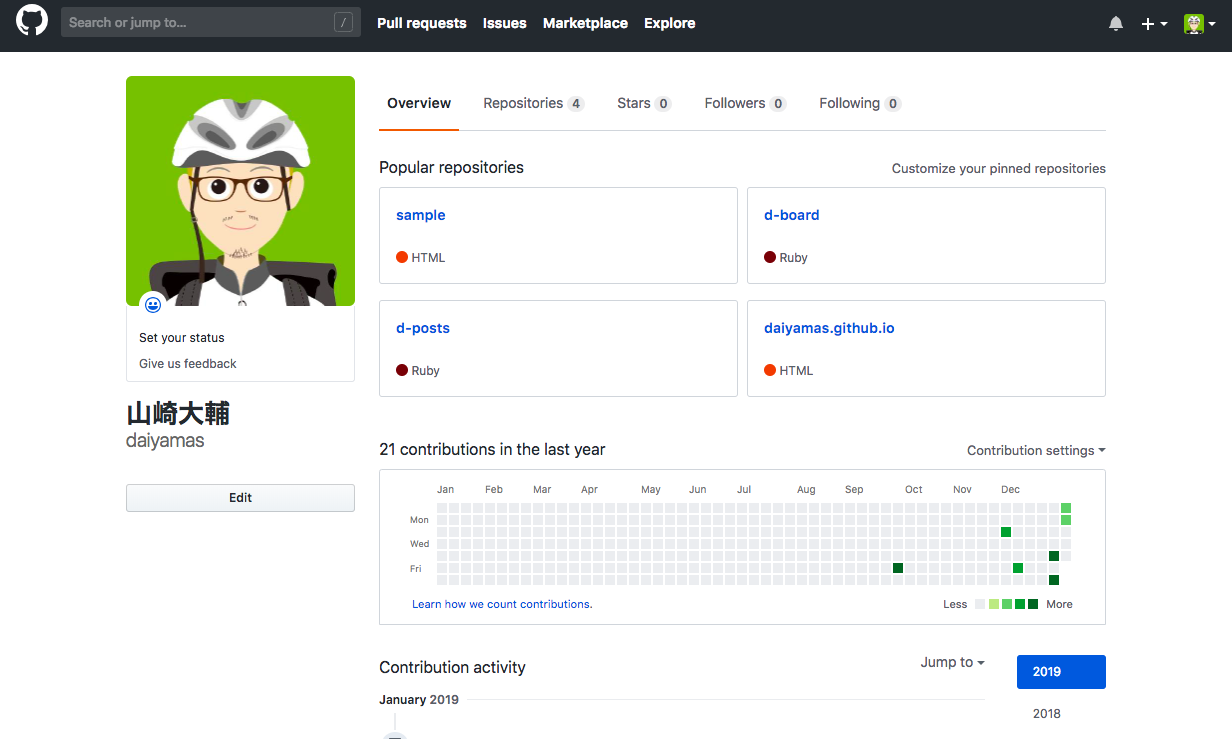 Search or jump to... /
Pull requests Issues Marketplace Explore
Overview Repositories 4 Stars 0 Followers 0 Following 0
Set your status
Give us feedback
山崎大輔
daiyamas
Edit
Popular repositories Customize your pinned repositories
sample
HTML
d-board
Ruby
d-posts
Ruby
daiyamas.github.io
HTML
21 contributions in the last year Contribution settings
Jan Feb Mar Apr May Jun Jul Aug Sep Oct Nov Dec
Mon
Wed
Fri
Learn how we count contributions. Less More
Contribution activity Jump to
2019
2018
January 2019